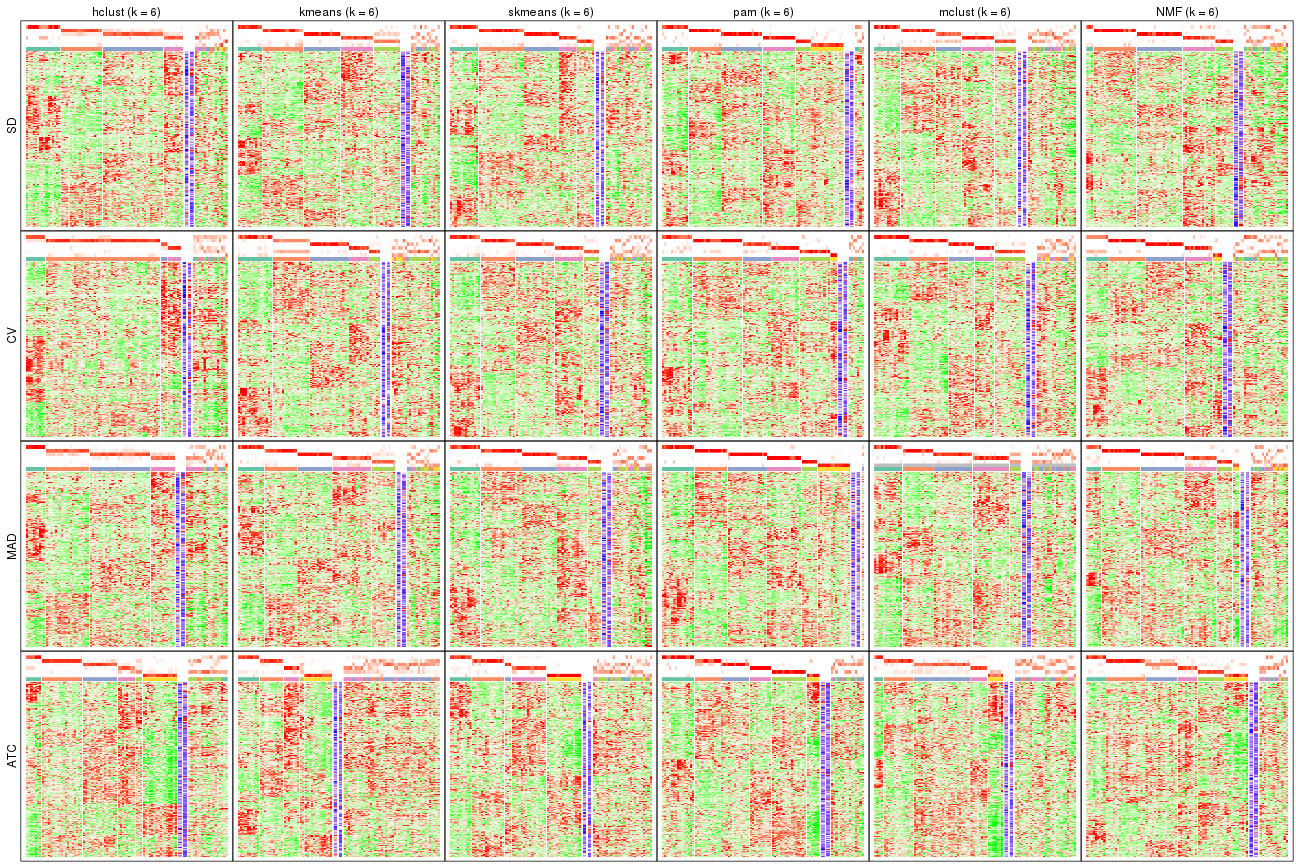 hclust (k = 6) kmeans (k = 6) skmeans (k = 6) pam (k = 6) mclust (k = 6) NMF (k = 6)
SD
CV
MAD
ATC